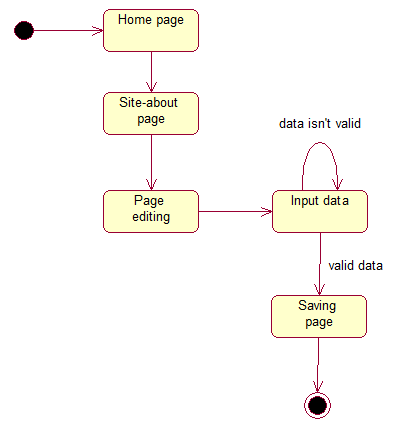 Home page
Site-about
page
data isn't valid
Page
editing
Input data
valid data
Saving
page